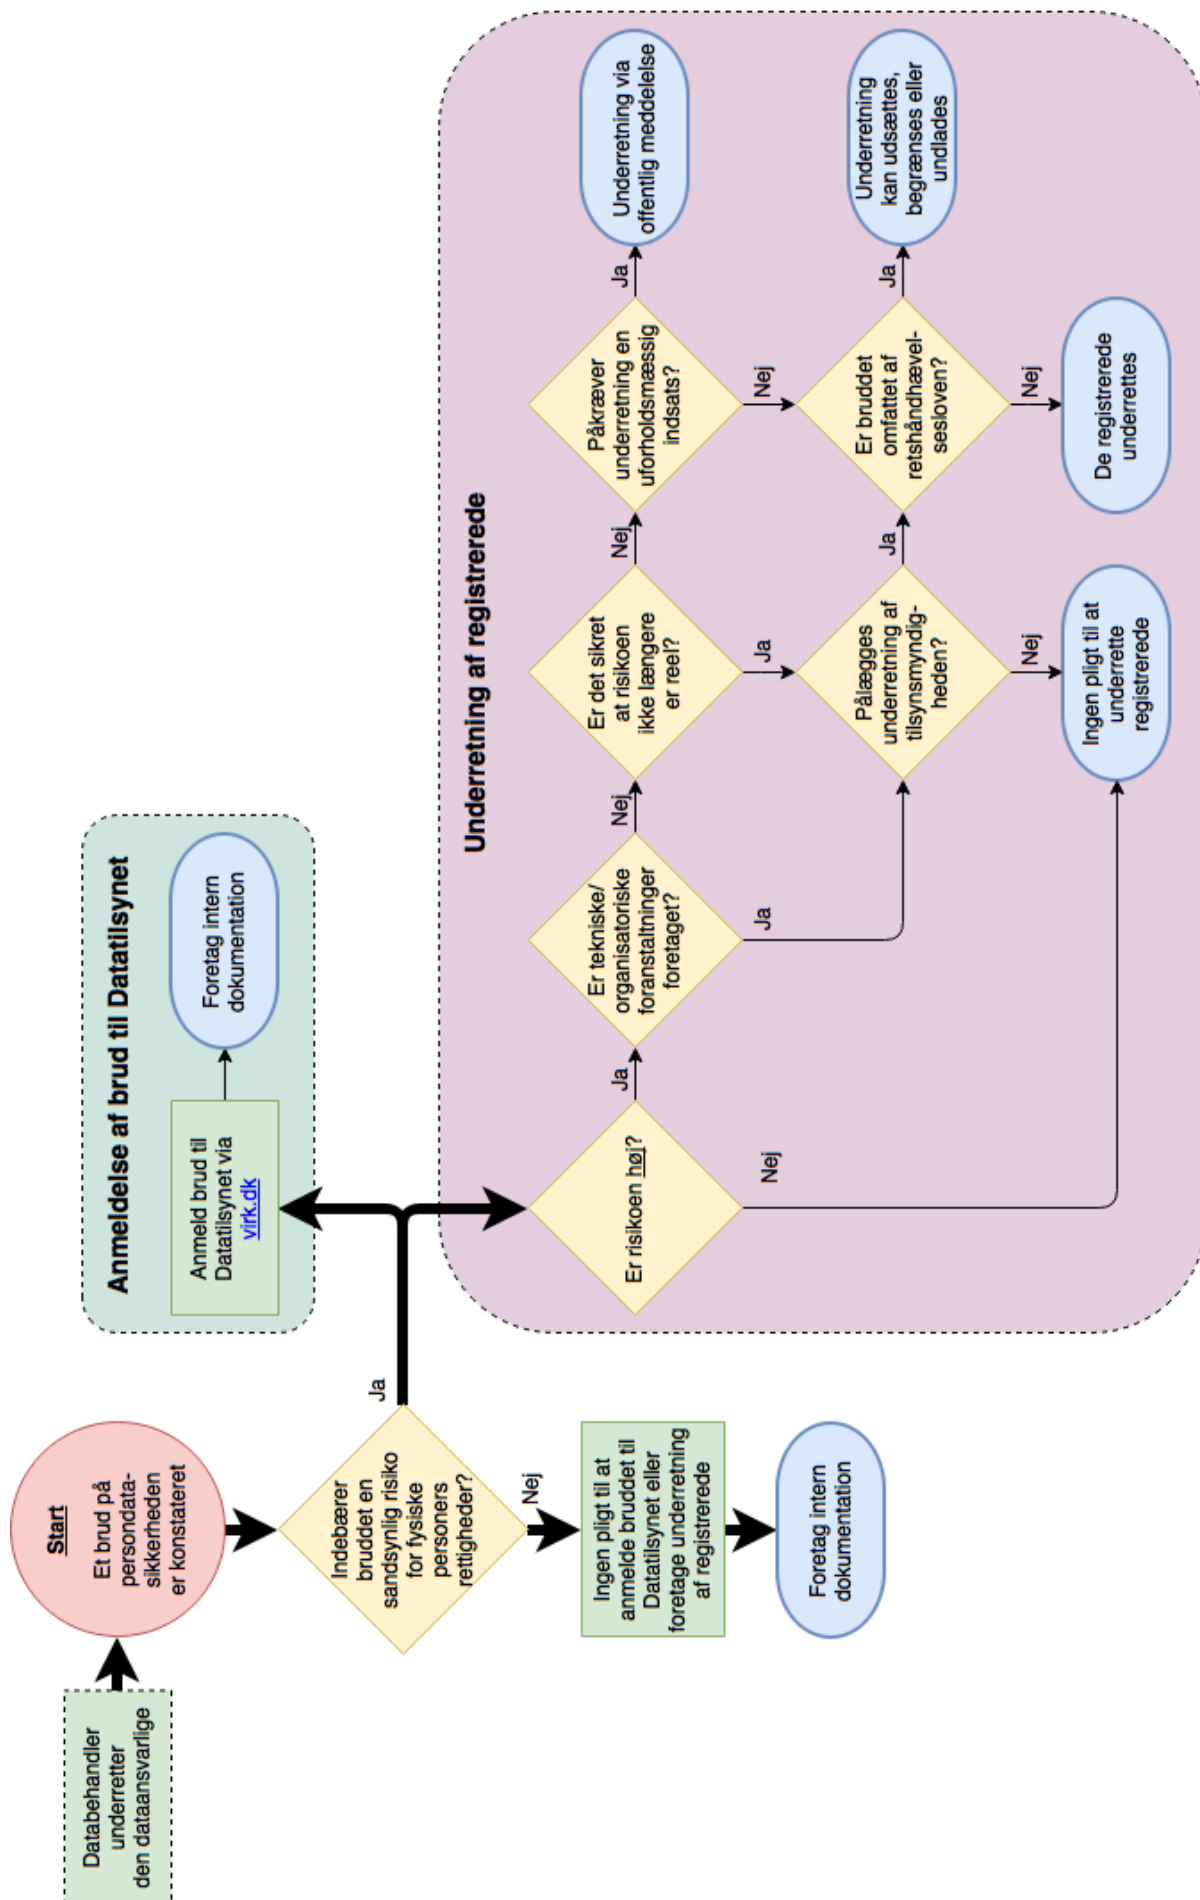 Databehandler
underretter
den dataansvarlige
Start
Et brud på
persondata-
sikkerheden
er konstateret
Indebærer
bruddet en
sandsynlig risiko
for fysiske
personers
rettigheder?
Ja
Nej
Ingen pligt til at
anmelde bruddet til
Datatilsynet eller
foretage underretning
af registrerede
Foretag intern
dokumentation
Anmeldelse af brud til Datatilsynet
Anmeld brud til
Datatilsynet via
virk.dk
Foretag intern
dokumentation
Underretning af registrerede
Er risikoen høj?
Ja
Nej
Er tekniske/
organisatoriske
foranstaltninger
foretaget?
Nej
Ja
Er det sikret
at risikoen
ikke længere
er reel?
Nej
Ja
Påkræver
underretning en
uforholdsmæssig
indsats?
Ja
Nej
Underretning via
offentlig meddelelse
Pålægges
underretning af
tilsynsmyndig-
heden?
Ja
Nej
Er bruddet
omfattet af
retshåndhævel-
sesloven?
Ja
Nej
Underretning
kan udsættes,
begrænses eller
undlades
Ingen pligt til at
underrette
registrerede
De registrerede
underrettes